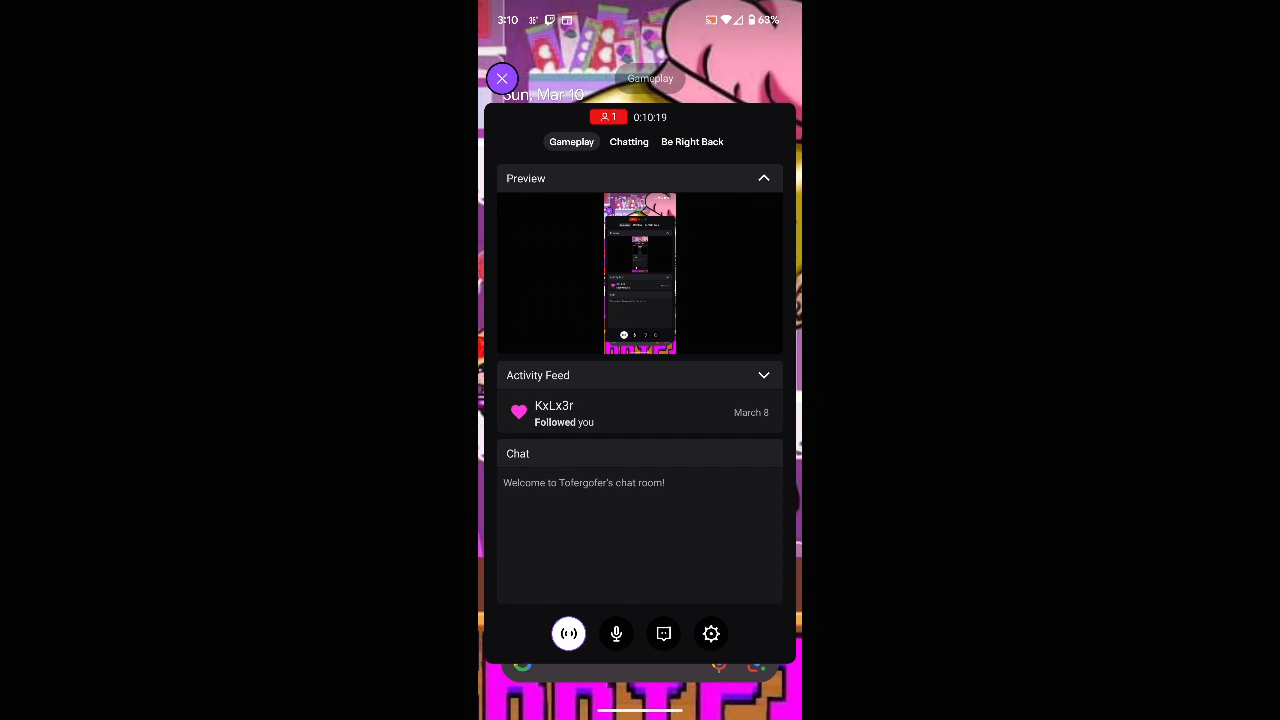 3:10 35° 63%
Gameplay
Sun, Mar 10
1 0:10:19
Gameplay Chatting Be Right Back
Preview
Activity Feed
KxLx3r
Followed you
March 8
Chat
Welcome to Tofergofer's chat room!